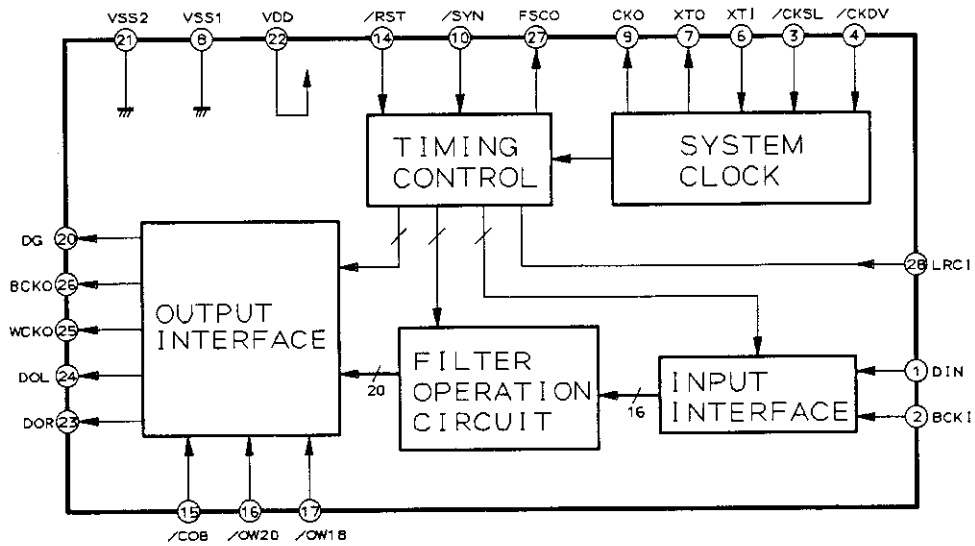 VSS2 VSS1 VDD /RST /SYN FSCO CKO XTO XTI /CKSL /CKDV
21 8 22 14 10 27 9 7 6 3 4
TIMING
CONTROL
SYSTEM
CLOCK
DG 20
BCKO 26
WCKO 25
DOL 24
DOR 23
OUTPUT
INTERFACE
28 LRCI
FILTER
OPERATION
CIRCUIT
20
INPUT
INTERFACE
16
1 DIN
2 BCKI
15 16 17
/COB /OW20 /OW18